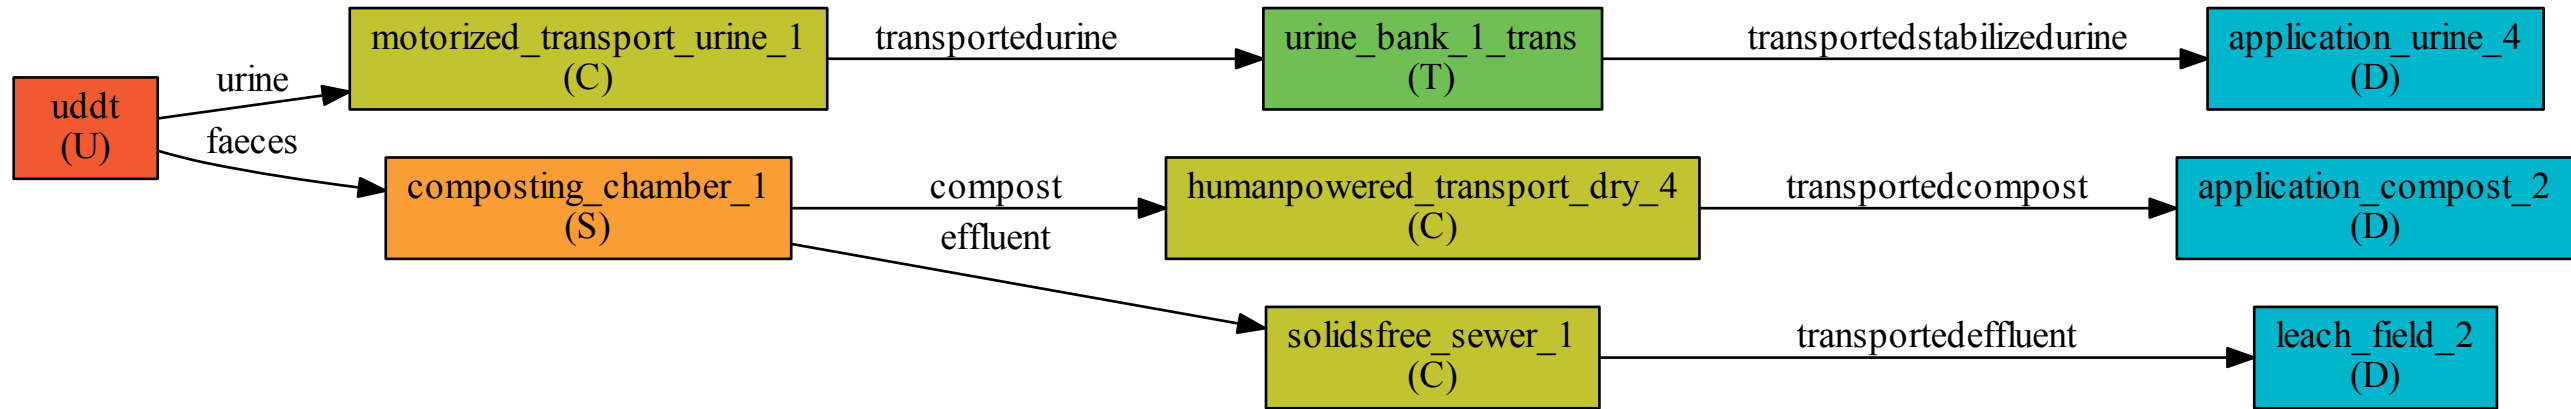 uddt
(U)
urine
faeces
motorized_transport_urine_1
(C)
transportedurine
urine_bank_1_trans
(T)
transportedstabilizedurine
application_urine_4
(D)
composting_chamber_1
(S)
compost
effluent
humanpowered_transport_dry_4
(C)
transportedcompost
application_compost_2
(D)
solidsfree_sewer_1
(C)
transportedeffluent
leach_field_2
(D)